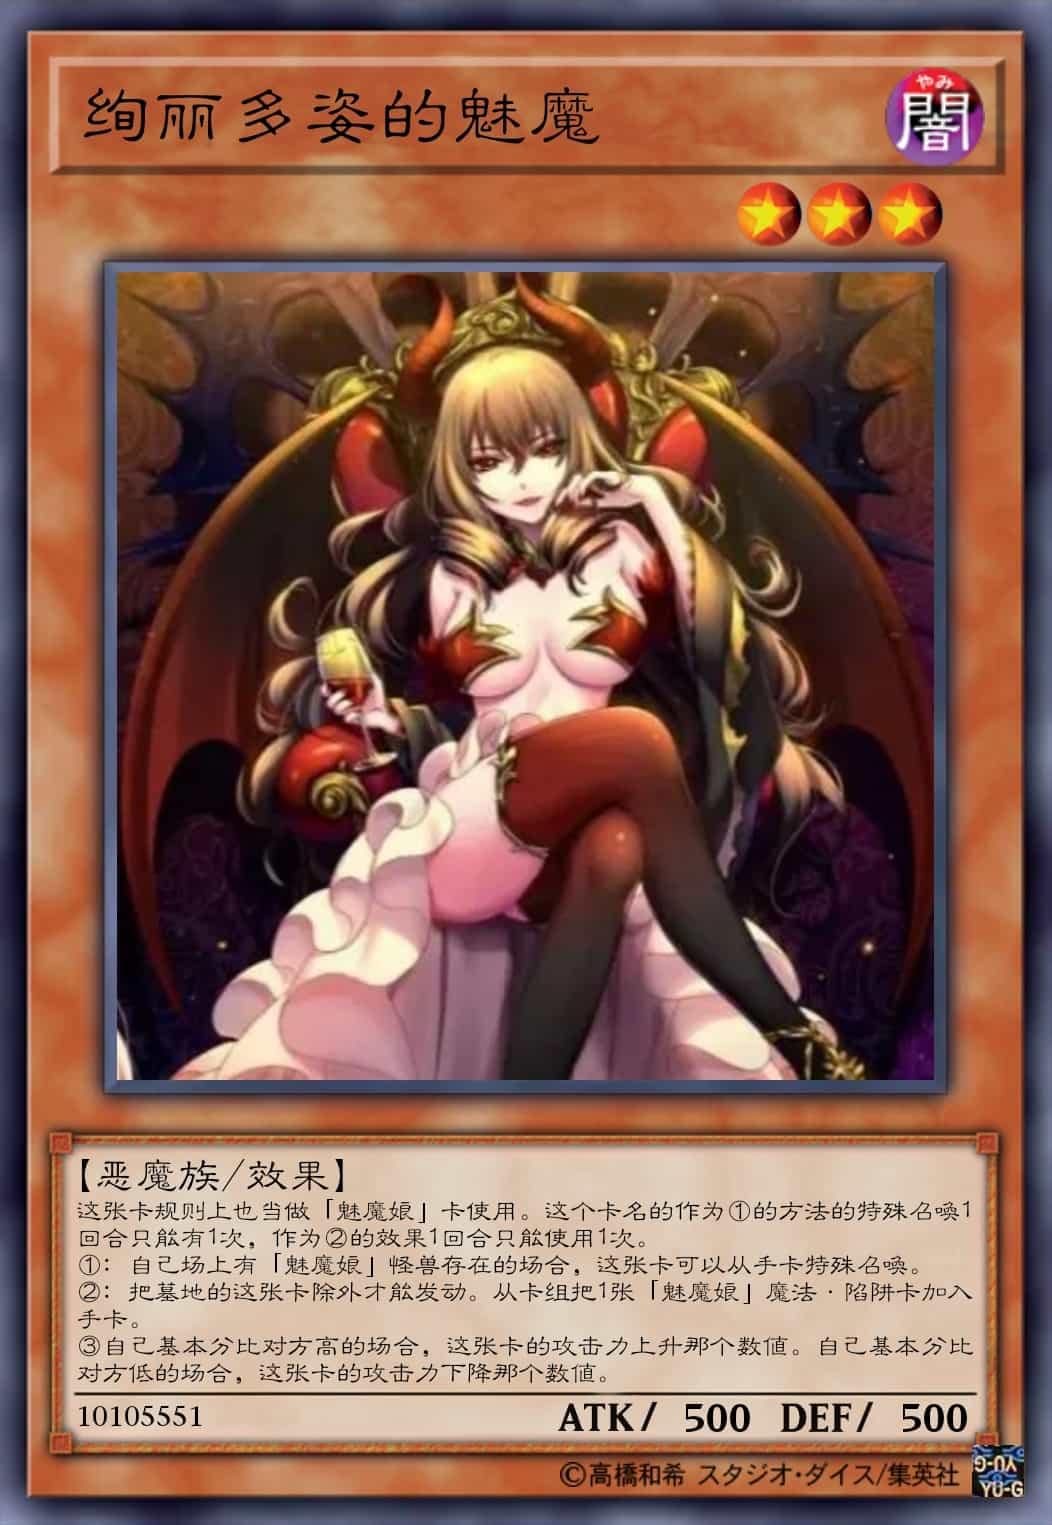 绚丽多姿的魅魔
やみ
闇
【恶魔族/效果】
这张卡规则上也当做「魅魔娘」卡使用。这个卡名的作为①的方法的特殊召唤1
回合只能有1次，作为②的效果1回合只能使用1次。
①：自己场上有「魅魔娘」怪兽存在的场合，这张卡可以从手卡特殊召唤。
②：把墓地的这张卡除外才能发动。从卡组把1张「魅魔娘」魔法·陷阱卡加入
手卡。
③自己基本分比对方高的场合，这张卡的攻击力上升那个数值。自己基本分比
对方低的场合，这张卡的攻击力下降那个数值。
10105551 ATK/ 500 DEF/ 500
©高橋和希 スタジオ·ダイス/集英社
YU-G
YU-G